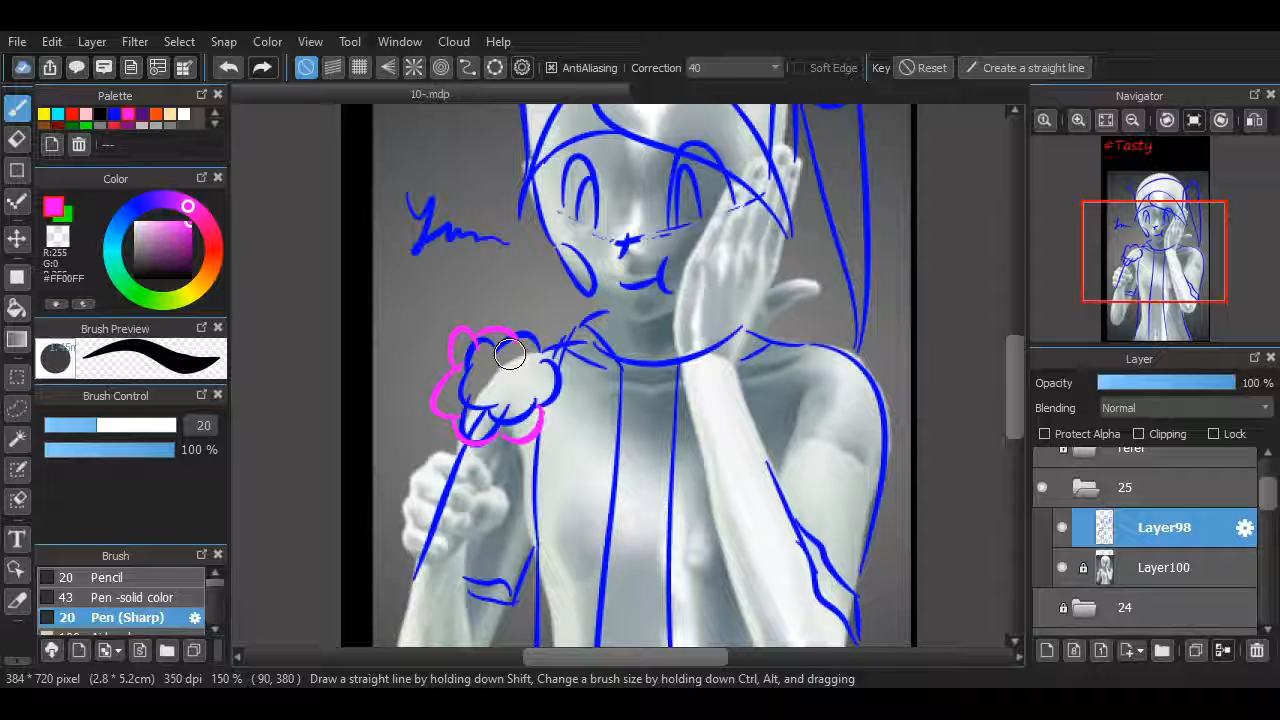 File Edit Layer Filter Select Snap Color View Tool Window Cloud Help
AntiAliasing Correction 40 Soft Edge Key Reset Create a straight line
Palette
10-.mdp
Navigator
---
#Tasty
Color
R:255
G:0
#FF00FF
Yum
Brush Preview
Brush Control
20
100 %
Layer
Opacity 100 %
Blending Normal
Protect Alpha Clipping Lock
25
Layer98
Layer100
24
Brush
20 Pencil
43 Pen -solid color
20 Pen (Sharp)
384 * 720 pixel (2.8 * 5.2cm) 350 dpi 150 % ( 90, 380 ) Draw a straight line by holding down Shift, Change a brush size by holding down Ctrl, Alt, and dragging